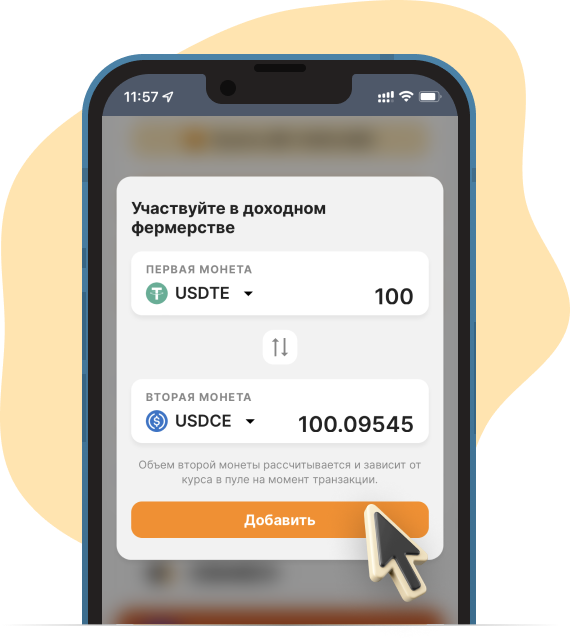 11:57
Участвуйте в доходном
фермерстве
ПЕРВАЯ МОНЕТА
USDTE 100
ВТОРАЯ МОНЕТА
USDCE 100.09545
Объем второй монеты рассчитывается и зависит от
курса в пуле на момент транзакции.
Добавить